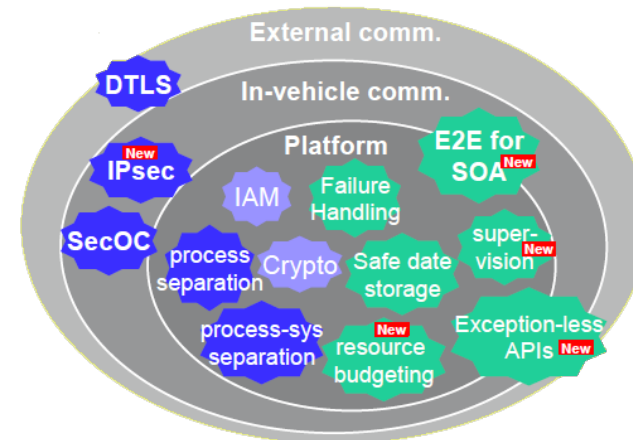 External comm.
DTLS
In-vehicle comm.
New
IPsec
Platform
E2E for
SOA
New
IAM
Failure
Handling
SecOC
process
separation
Crypto
Safe date
storage
super-
vision
New
process-sys
separation
New
resource
budgeting
Exception-less
APIs
New